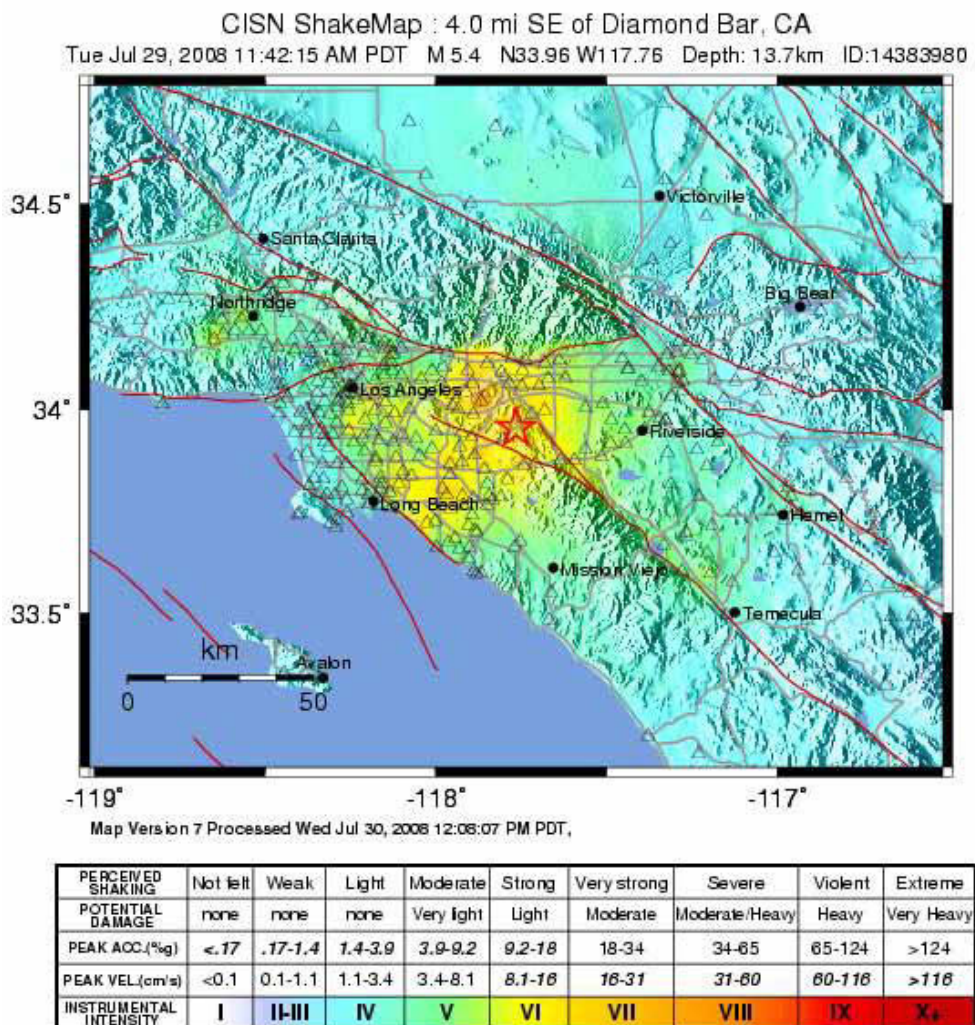 CISN ShakeMap : 4.0 mi SE of Diamond Bar, CA
Tue Jul 29, 2008 11:42:15 AM PDT M 5.4 N33.96 W117.76 Depth: 13.7km ID:14383980
34.5°
Victorville
Santa Clarita
Big Bear
Northridge
Los Angeles
34°
Riverside
Long Beach
Hemet
Mission Viejo
33.5°
Temecula
km
Avalon
0 50
-119° -118° -117°
Map Version 7 Processed Wed Jul 30, 2008 12:08:07 PM PDT,
PERCEIVED SHAKING Not felt Weak Light Moderate Strong Very strong Severe Violent Extreme
POTENTIAL DAMAGE none none none Very light Light Moderate Moderate/Heavy Heavy Very Heavy
PEAK ACC.(%g) <.17 .17-1.4 1.4-3.9 3.9-9.2 9.2-18 18-34 34-65 65-124 >124
PEAK VEL.(cm/s) <0.1 0.1-1.1 1.1-3.4 3.4-8.1 8.1-16 16-31 31-60 60-116 >116
INSTRUMENTAL INTENSITY I II-III IV V VI VII VIII IX X+